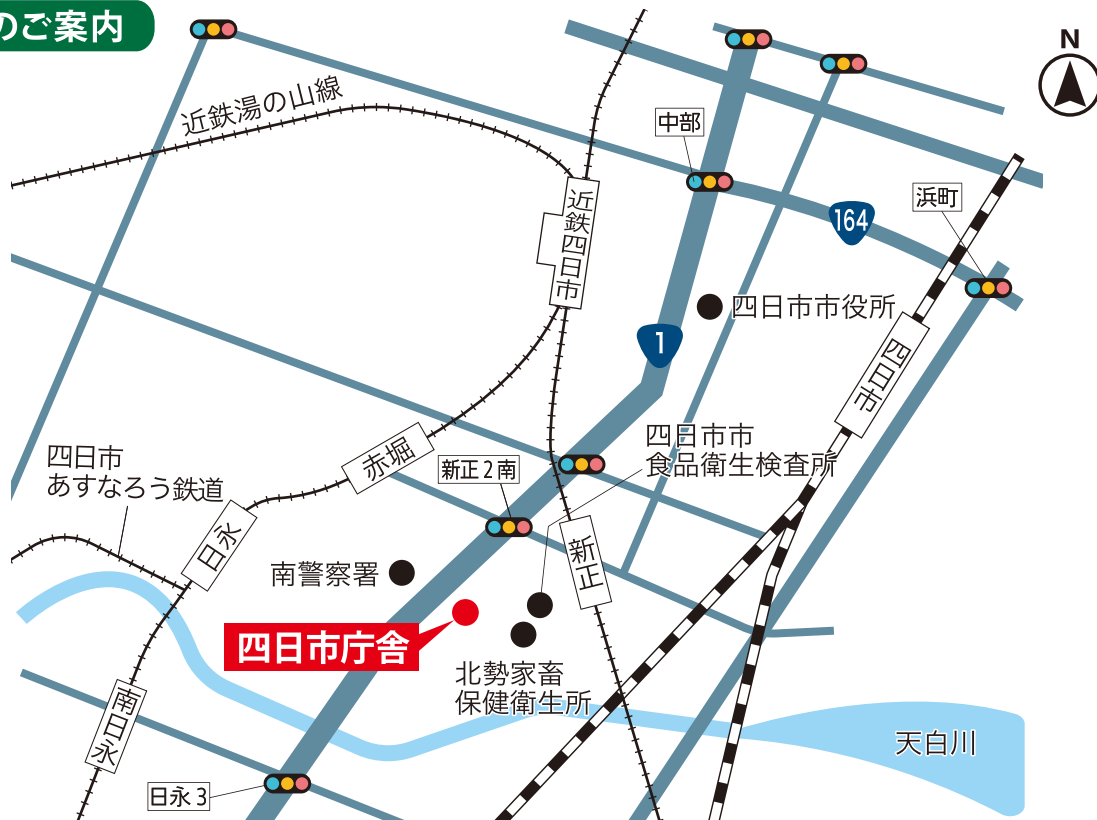 のご案内
N
近鉄湯の山線
中部
浜町
164
近鉄四日市
四日市市役所
1
四日市
四日市市
食品衛生検査所
赤堀
新正2南
四日市
あすなろう鉄道
日永
新正
南警察署
四日市庁舎
北勢家畜
保健衛生所
南日永
天白川
日永3